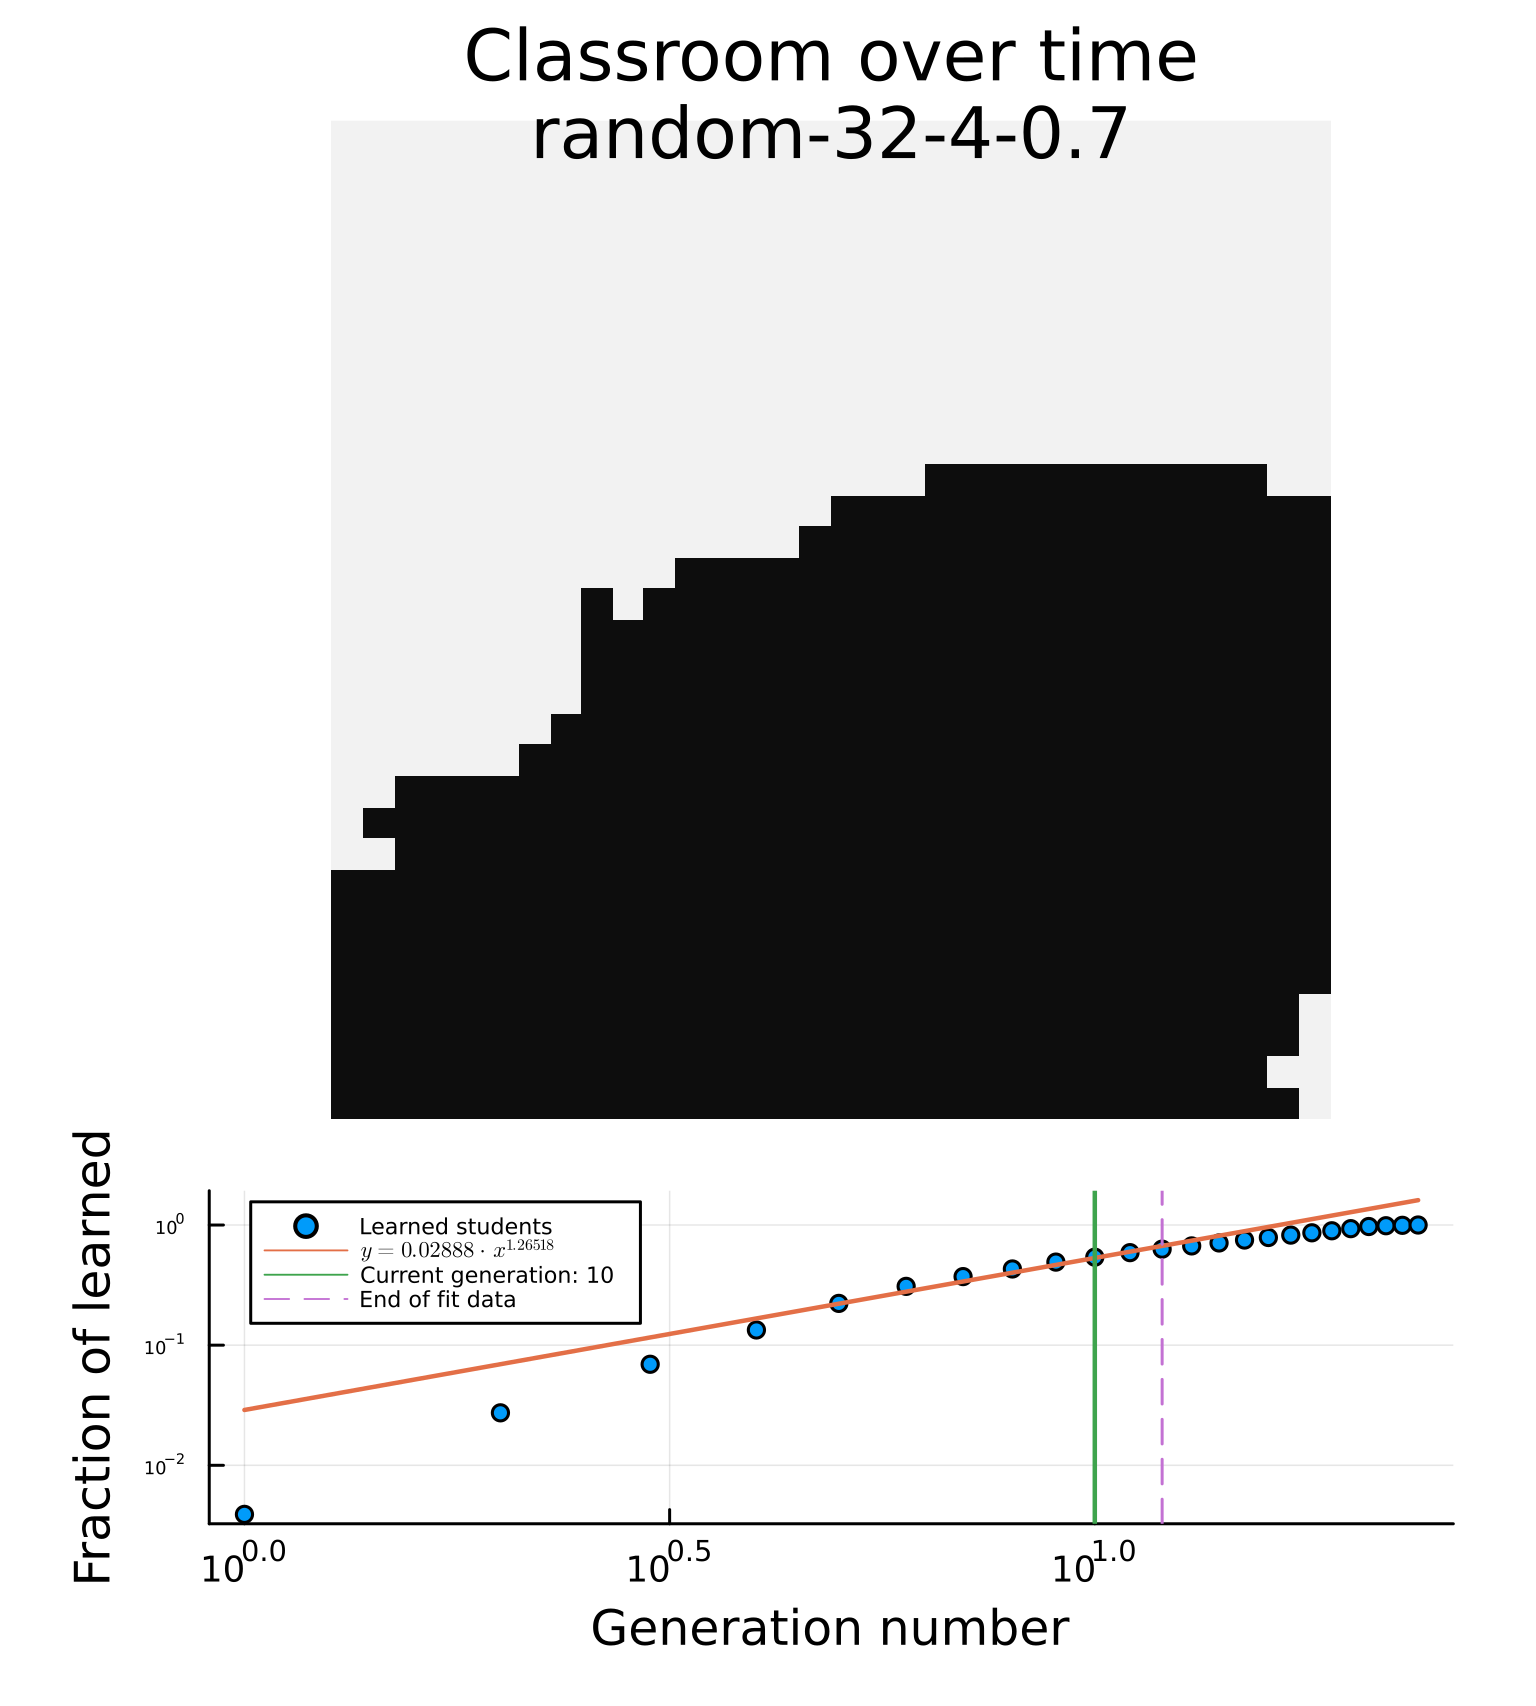 Classroom over time
random-32-4-0.7
Fraction of learned
10⁰
10⁻¹
10⁻²
Learned students
y = 0.02888 · x^1.26518
Current generation: 10
End of fit data
10^0.0
10^0.5
10^1.0
Generation number